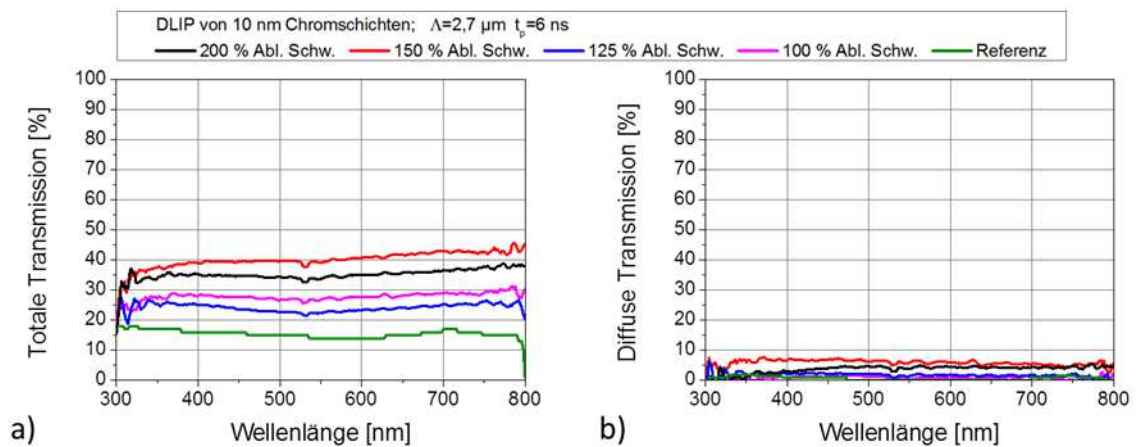 DLIP von 10 nm Chromschichten; Λ=2,7 µm tp=6 ns
200 % Abl. Schw. 150 % Abl. Schw. 125 % Abl. Schw. 100 % Abl. Schw. Referenz
Totale Transmission [%]
100
90
80
70
60
50
40
30
20
10
0
300 400 500 600 700 800
Wellenlänge [nm]
a)
Diffuse Transmission [%]
100
90
80
70
60
50
40
30
20
10
0
300 400 500 600 700 800
Wellenlänge [nm]
b)